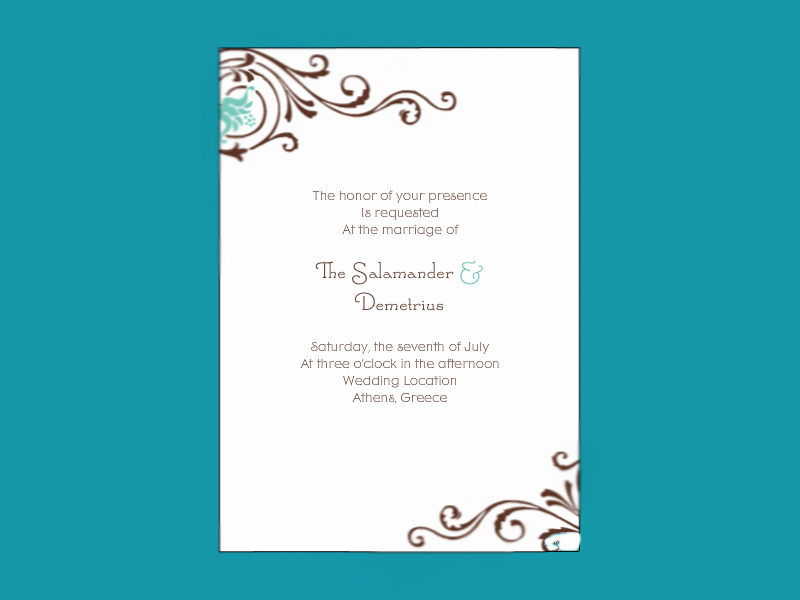 The honor of your presence
Is requested
At the marriage of
The Salamander &
Demetrius
Saturday, the seventh of July
At three o'clock in the afternoon
Wedding Location
Athens, Greece